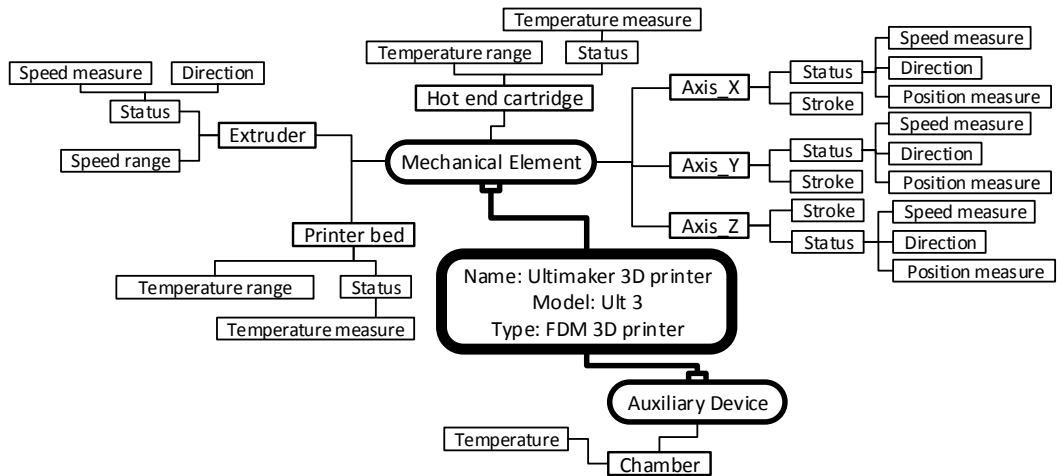 Temperature measure
Temperature range
Status
Hot end cartridge
Speed measure
Direction
Status
Extruder
Speed range
Mechanical Element
Axis_X
Status
Stroke
Speed measure
Direction
Position measure
Axis_Y
Status
Stroke
Speed measure
Direction
Position measure
Axis_Z
Stroke
Status
Speed measure
Direction
Position measure
Printer bed
Temperature range
Status
Temperature measure
Name: Ultimaker 3D printer
Model: Ult 3
Type: FDM 3D printer
Auxiliary Device
Temperature
Chamber